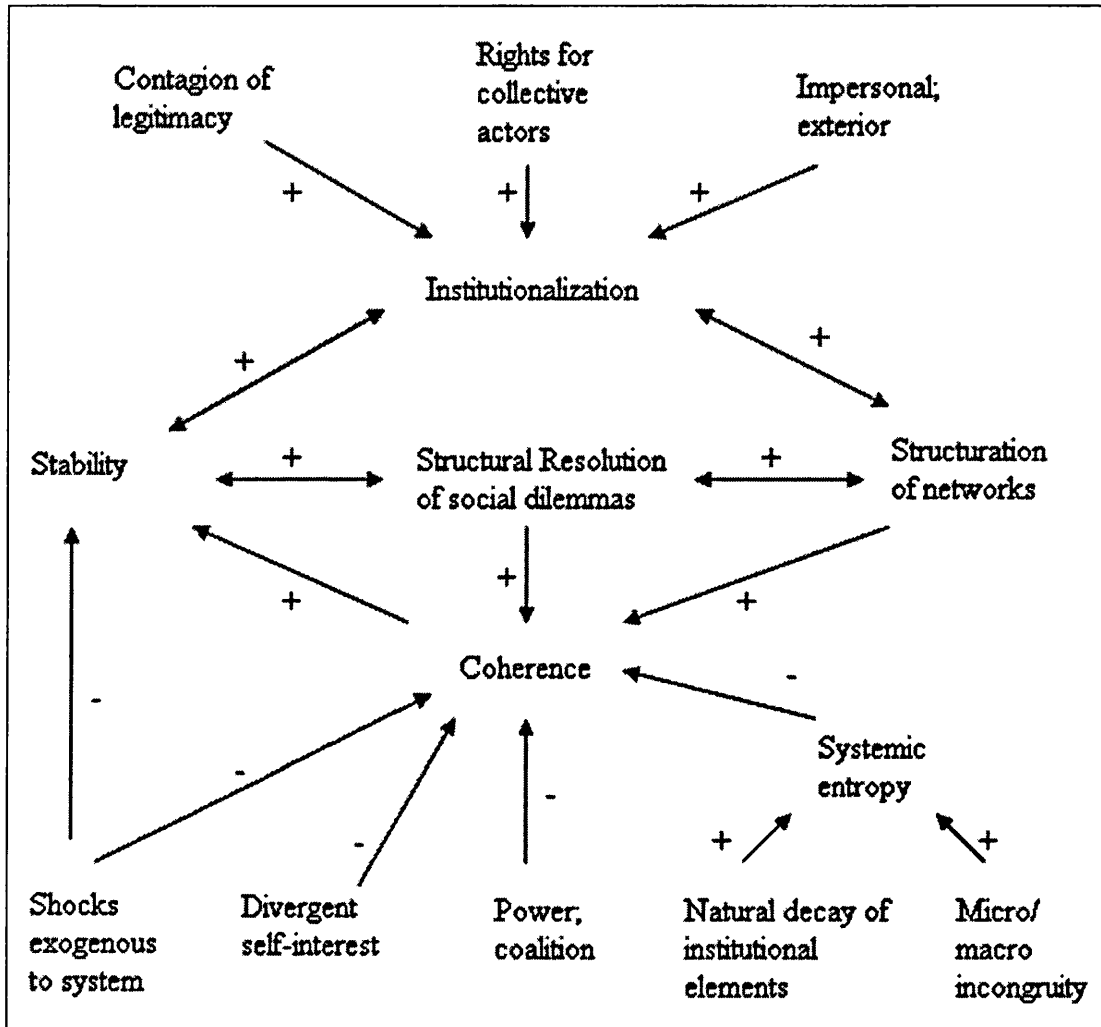 Contagion of
legitimacy
Rights for
collective
actors
Impersonal;
exterior
+
+
+
Institutionalization
+
+
Stability
+
Structural Resolution
of social dilemmas
+
Structuration
of networks
+
+
+
Coherence
-
-
-
-
-
Systemic
entropy
+
+
Shocks
exogenous
to system
Divergent
self-interest
Power;
coalition
Natural decay of
institutional
elements
Micro/
macro
incongruity